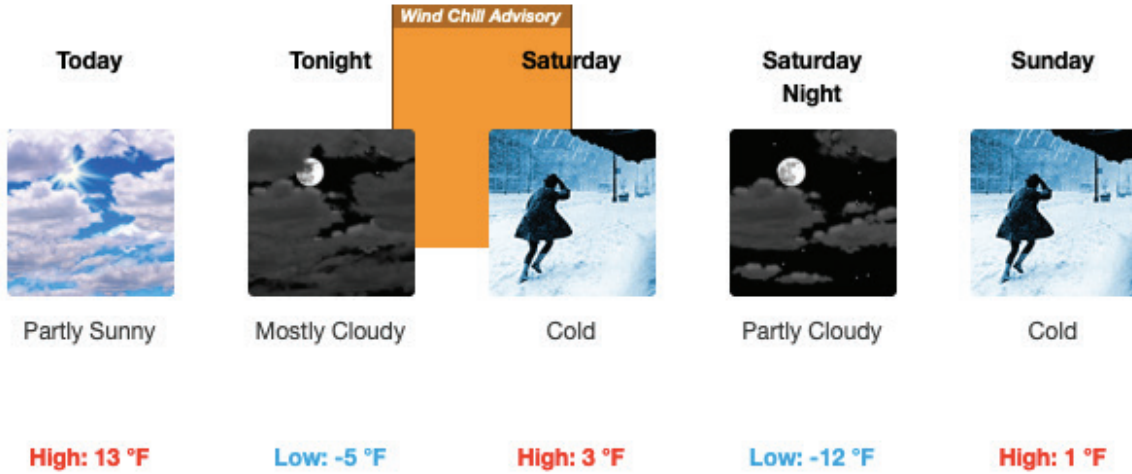 Wind Chill Advisory
Today
Tonight
Saturday
Saturday
Night
Sunday
Partly Sunny
Mostly Cloudy
Cold
Partly Cloudy
Cold
High: 13 °F
Low: -5 °F
High: 3 °F
Low: -12 °F
High: 1 °F